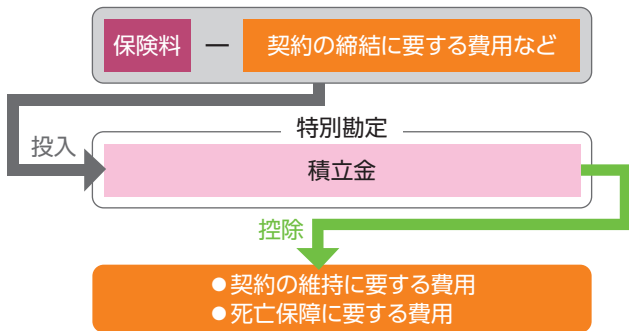 保険料 ー 契約の締結に要する費用など
特別勘定
投入
積立金
控除
●契約の維持に要する費用
●死亡保障に要する費用